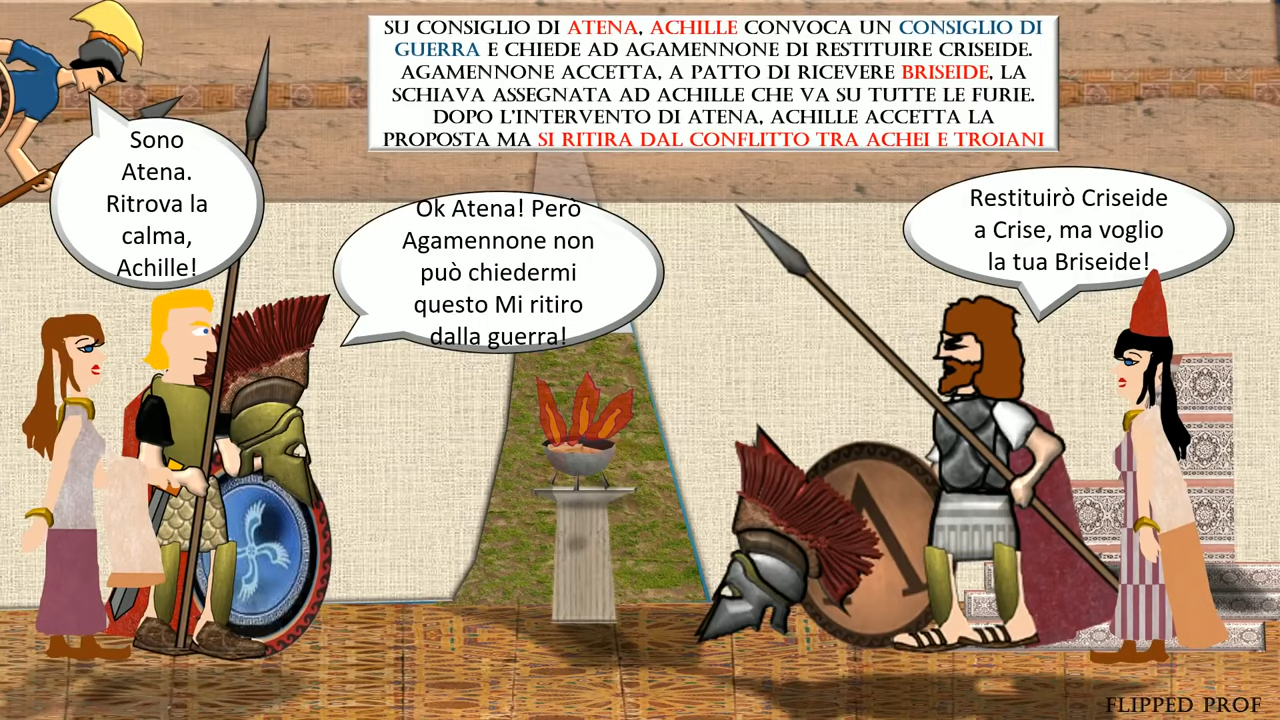 SU CONSIGLIO DI ATENA, ACHILLE CONVOCA UN CONSIGLIO DI
GUERRA E CHIEDE AD AGAMENNONE DI RESTITUIRE CRISEIDE.
AGAMENNONE ACCETTA, A PATTO DI RICEVERE BRISEIDE, LA
SCHIAVA ASSEGNATA AD ACHILLE CHE VA SU TUTTE LE FURIE.
DOPO L'INTERVENTO DI ATENA, ACHILLE ACCETTA LA
PROPOSTA MA SI RITIRA DAL CONFLITTO TRA ACHEI E TROIANI
Sono
Atena.
Ritrova la
calma,
Achille!
Ok Atena! Però
Agamennone non
può chiedermi
questo Mi ritiro
dalla guerra!
Restituirò Criseide
a Crise, ma voglio
la tua Briseide!
FLIPPED PROF